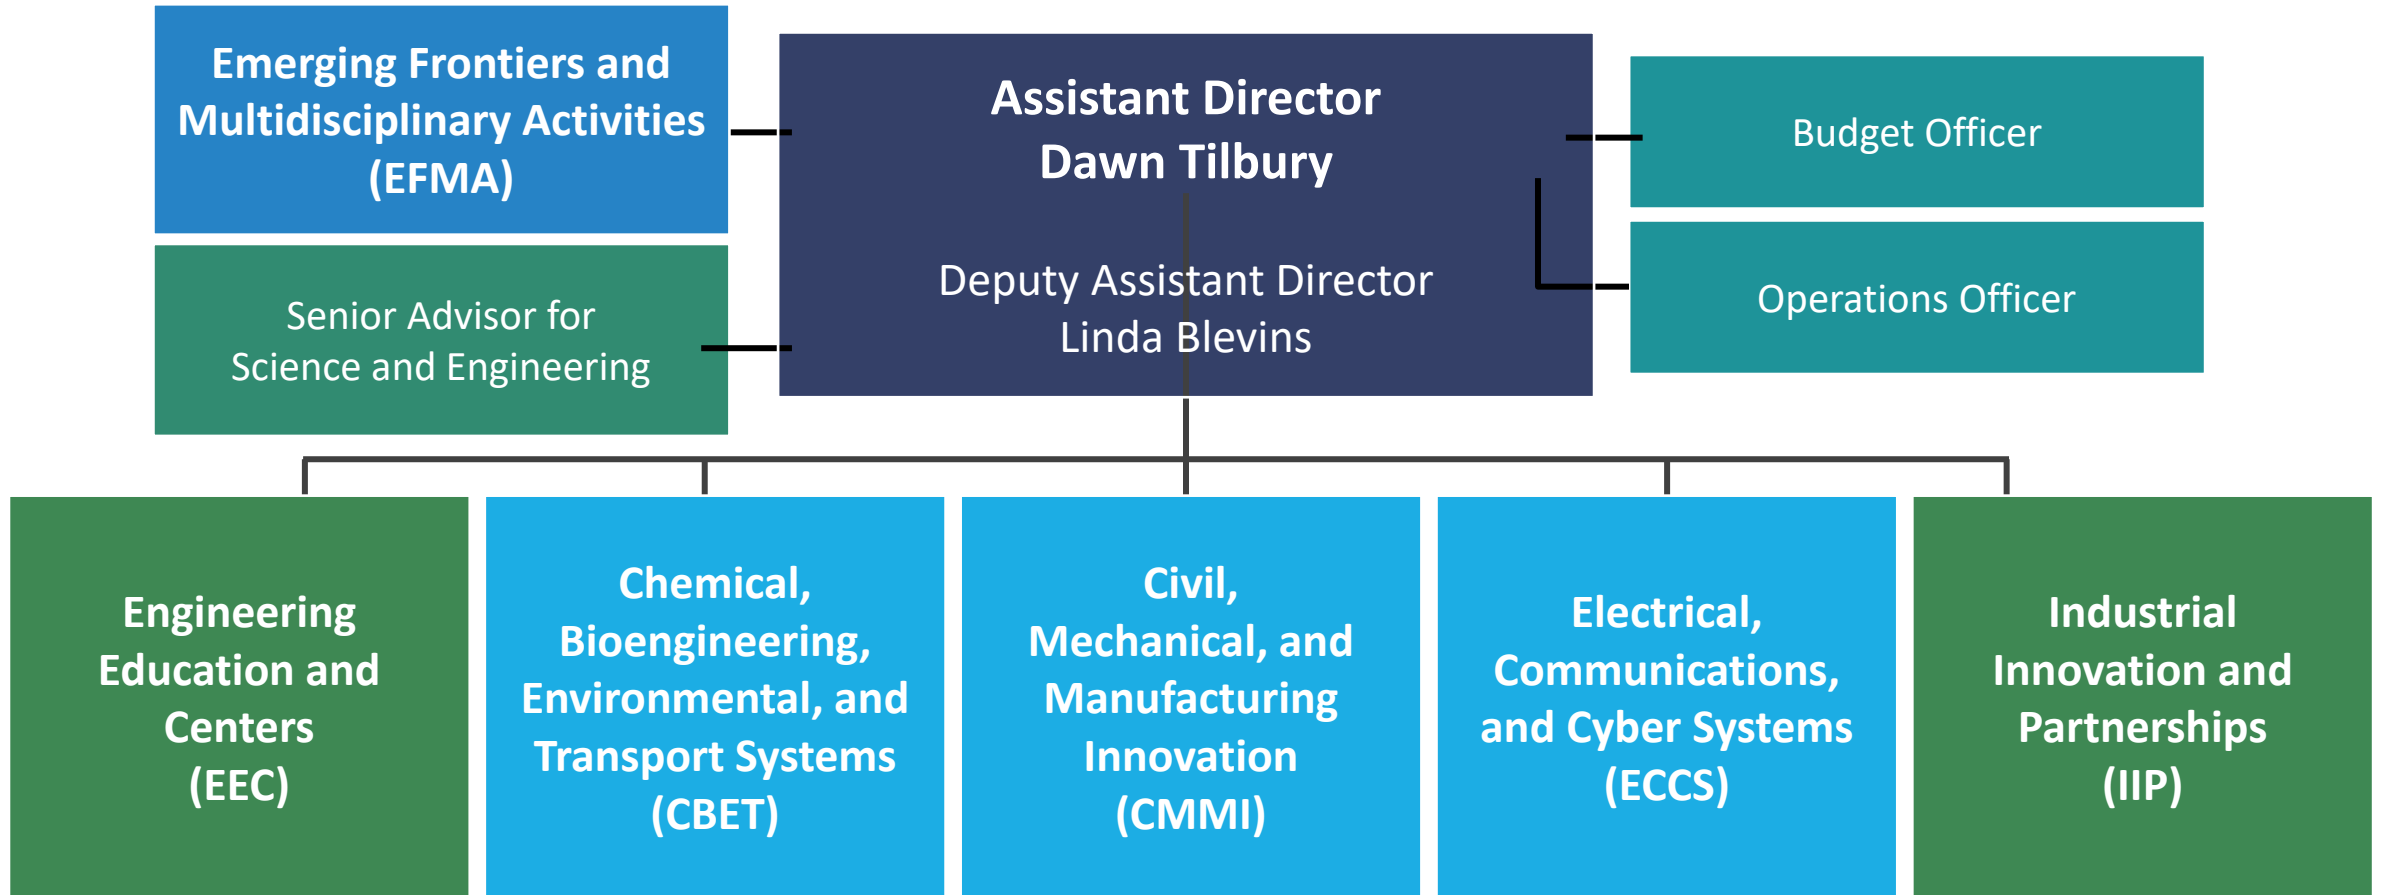 Emerging Frontiers and
Multidisciplinary Activities
(EFMA)
Assistant Director
Dawn Tilbury
Deputy Assistant Director
Linda Blevins
Budget Officer
Senior Advisor for
Science and Engineering
Operations Officer
Engineering
Education and
Centers
(EEC)
Chemical,
Bioengineering,
Environmental, and
Transport Systems
(CBET)
Civil,
Mechanical, and
Manufacturing
Innovation
(CMMI)
Electrical,
Communications,
and Cyber Systems
(ECCS)
Industrial
Innovation and
Partnerships
(IIP)